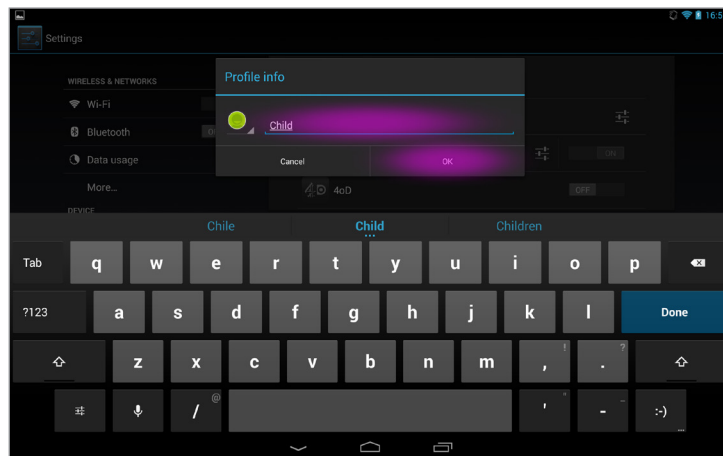 16:5
Settings
WIRELESS & NETWORKS
Profile info
Wi-Fi
Child
Bluetooth
Cancel
OK
Data usage
ON
More...
4oD
OFF
DEVICE
Chile Child Children
Tab q w e r t y u i o p
?123 a s d f g h j k l Done
z x c v b n m , ! . ?
/ @ ' " - _ :-) ...